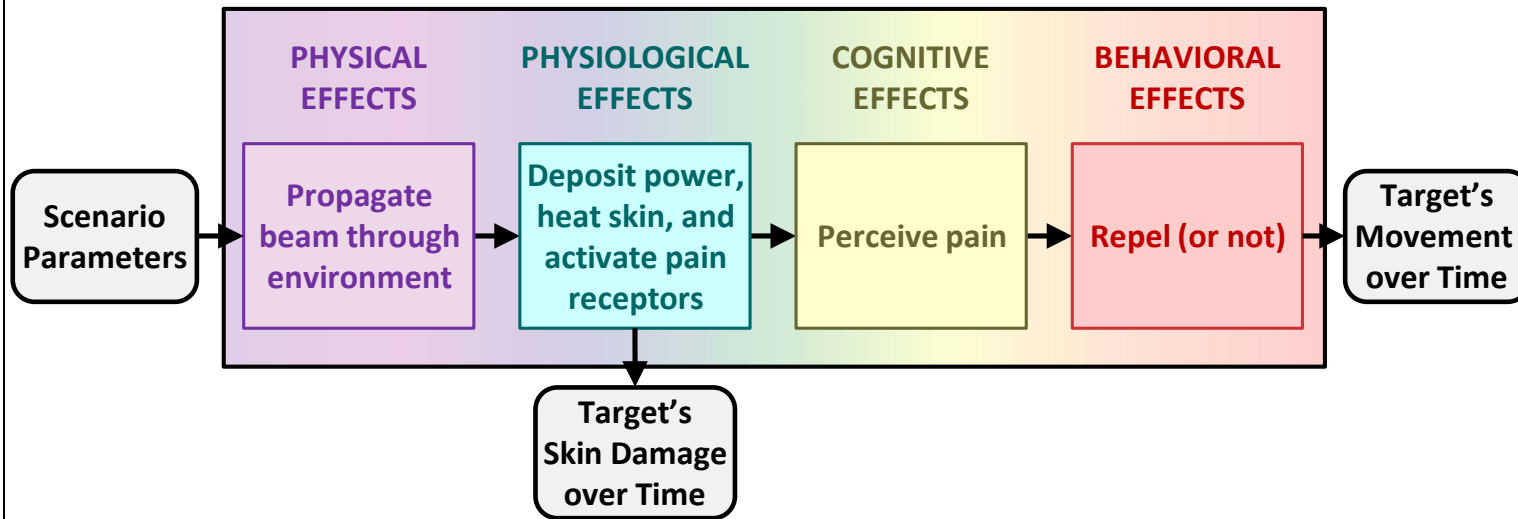 PHYSICAL
EFFECTS
PHYSIOLOGICAL
EFFECTS
COGNITIVE
EFFECTS
BEHAVIORAL
EFFECTS
Scenario
Parameters
Propagate
beam through
environment
Deposit power,
heat skin, and
activate pain
receptors
Perceive pain
Repel (or not)
Target’s
Movement
over Time
Target’s
Skin Damage
over Time